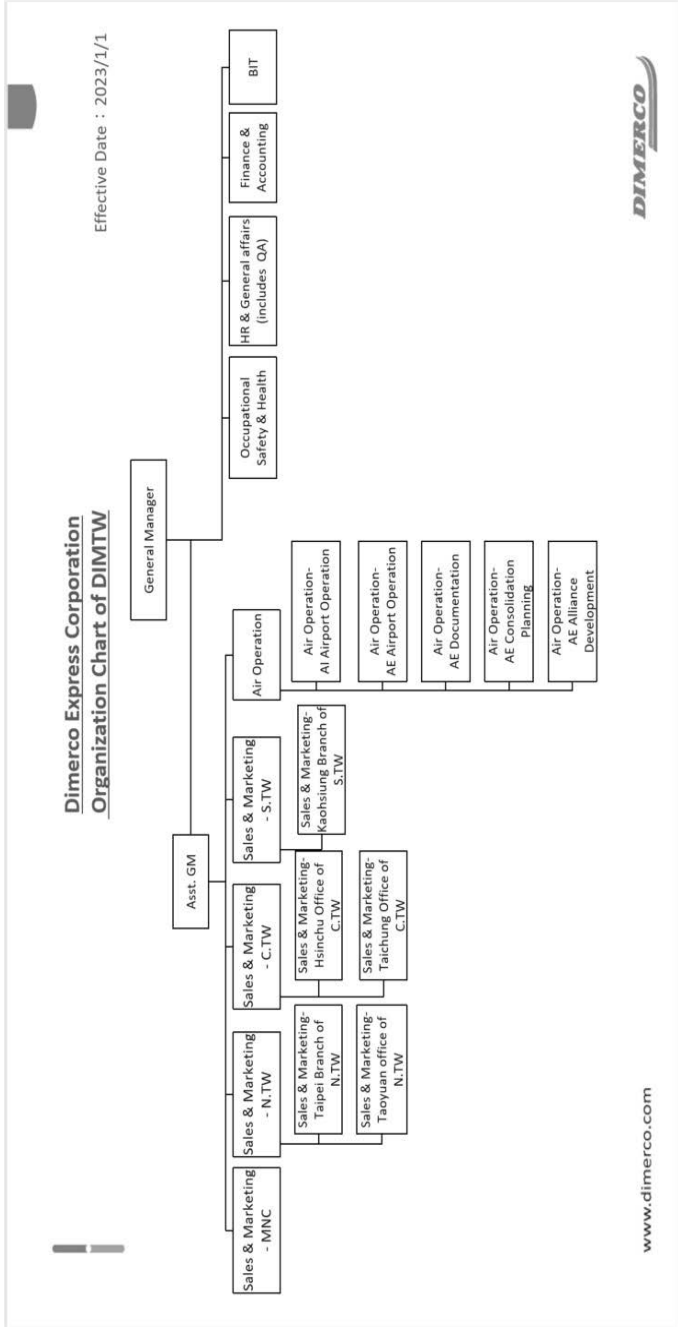 Dimerco Express Corporation
Organization Chart of DIMTW
Effective Date : 2023/1/1
General Manager
Asst. GM
Occupational
Safety & Health
HR & General affairs
(includes QA)
Finance &
Accounting
BIT
Sales & Marketing
- MNC
Sales & Marketing
- N.TW
Sales & Marketing
- C.TW
Sales & Marketing
- S.TW
Air Operation
Sales & Marketing-
Taipei Branch of
N.TW
Sales & Marketing-
Taoyuan office of
N.TW
Sales & Marketing-
Hsinchu Office of
C.TW
Sales & Marketing-
Taichung Office of
C.TW
Sales & Marketing-
Kaohsiung Branch of
S.TW
Air Operation-
AI Airport Operation
Air Operation-
AE Airport Operation
Air Operation-
AE Documentation
Air Operation-
AE Consolidation
Planning
Air Operation-
AE Alliance
Development
www.dimerco.com
DIMERCO